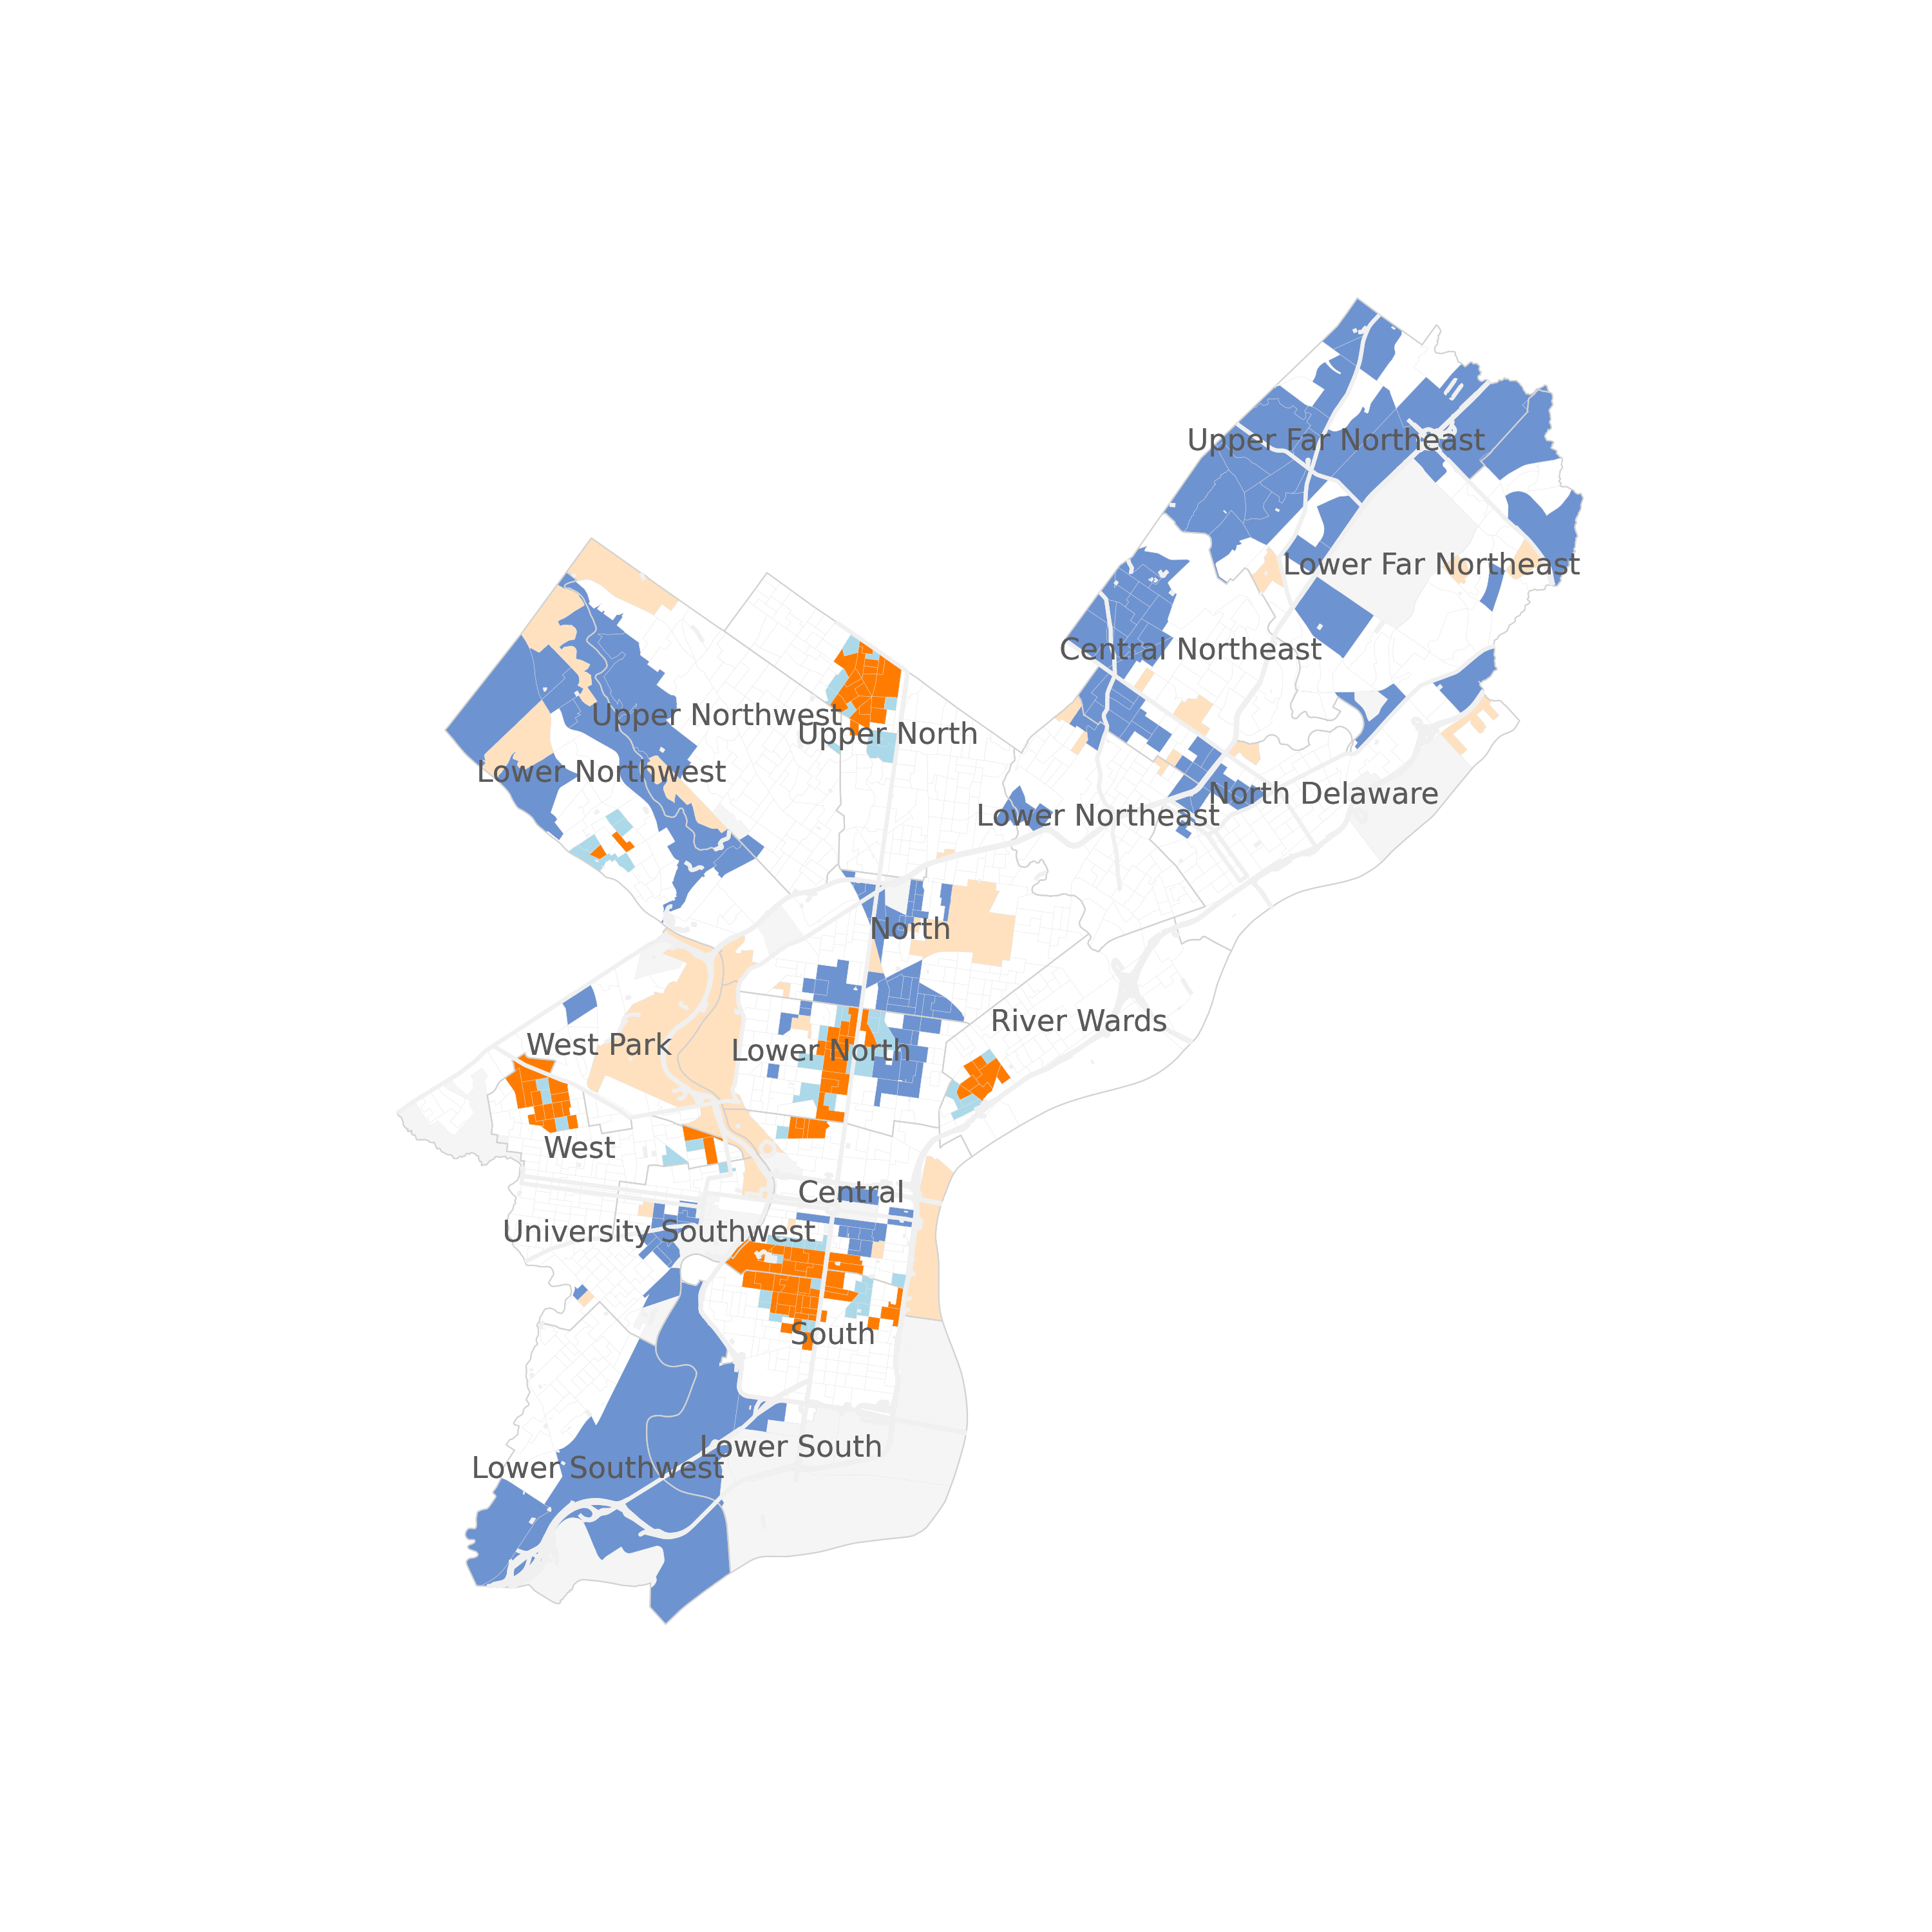 Upper Far Northeast
Lower Far Northeast
Central Northeast
Upper Northwest
Upper North
Lower Northwest
North Delaware
Lower Northeast
North
River Wards
West Park
Lower North
West
Central
University Southwest
South
Lower South
Lower Southwest